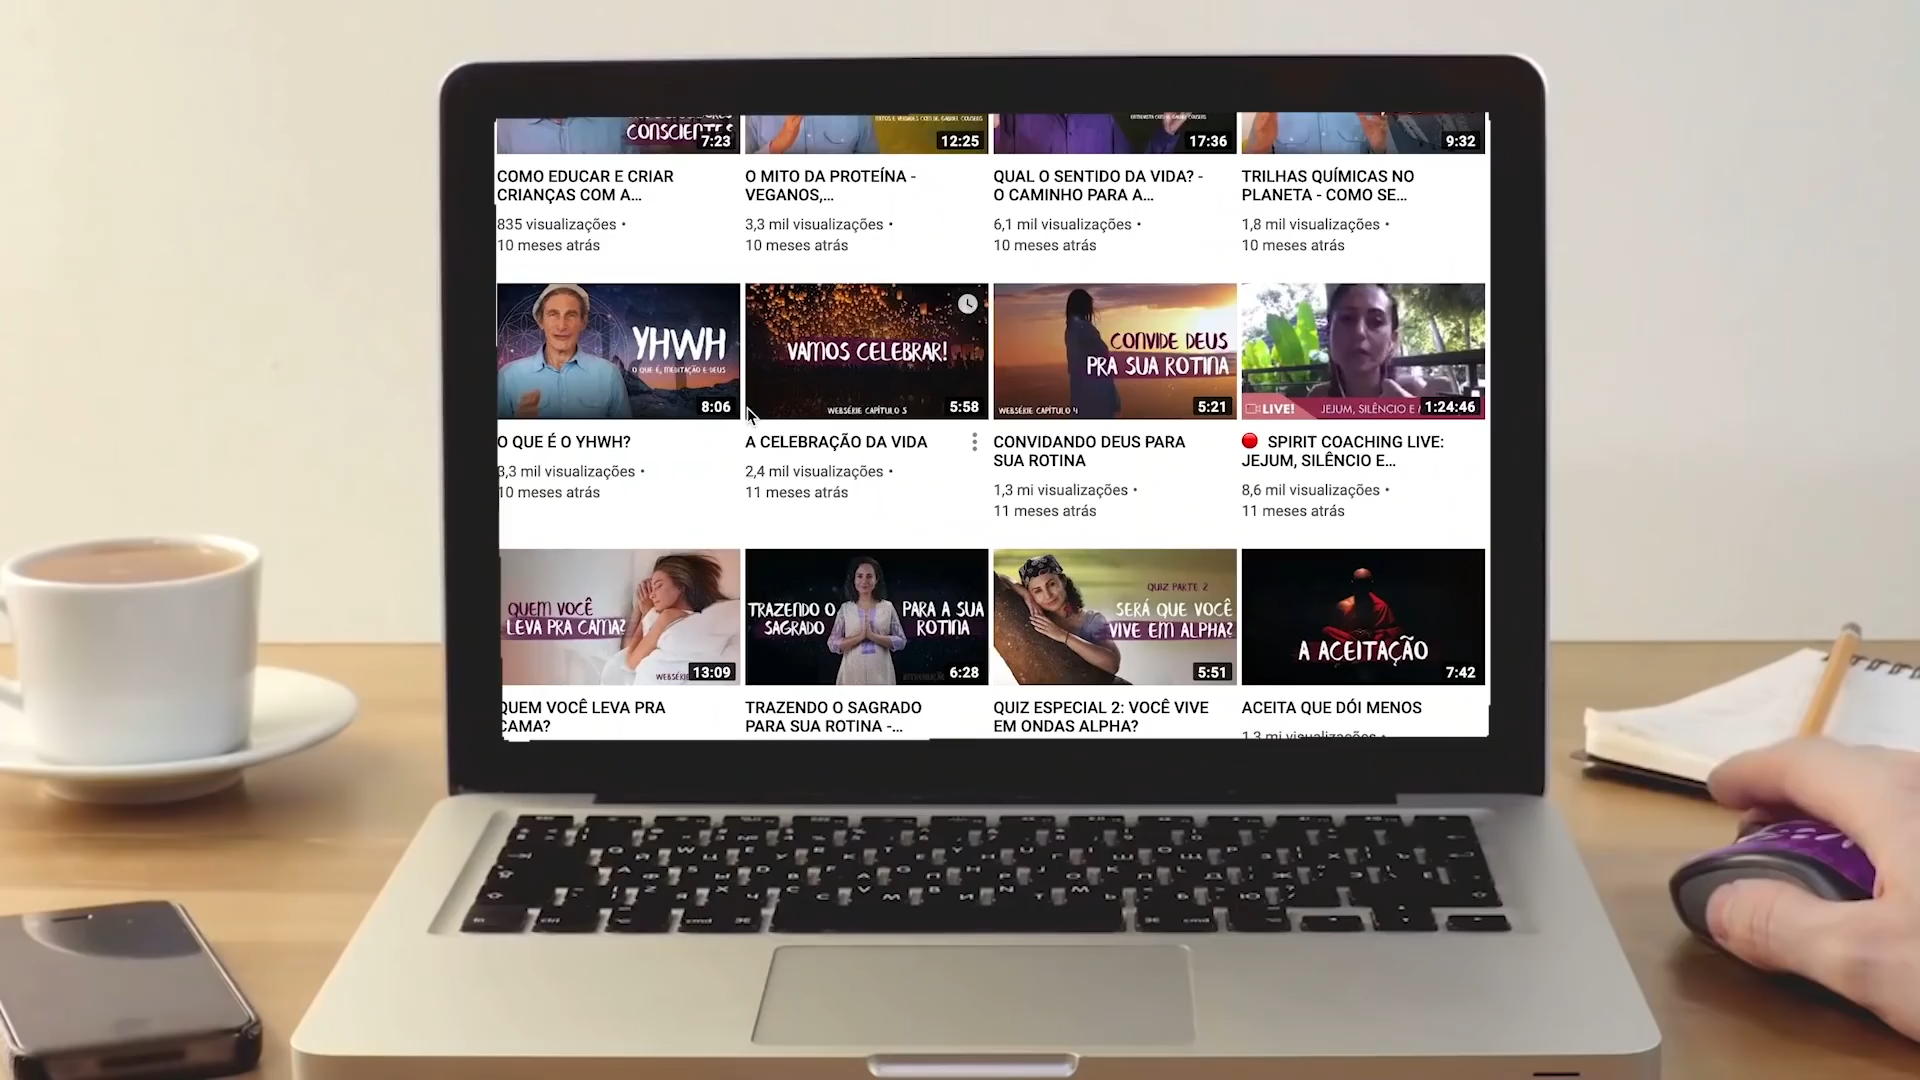 CONSCIENTES
7:23
12:25
17:36
9:32
COMO EDUCAR E CRIAR
CRIANÇAS COM A...
835 visualizações •
10 meses atrás
O MITO DA PROTEÍNA -
VEGANOS,...
3,3 mil visualizações •
10 meses atrás
QUAL O SENTIDO DA VIDA? -
O CAMINHO PARA A...
6,1 mil visualizações •
10 meses atrás
TRILHAS QUÍMICAS NO
PLANETA - COMO SE...
1,8 mil visualizações •
10 meses atrás
YHWH
O QUE É, MEDITAÇÃO E DEUS
8:06
O QUE É O YHWH?
3,3 mil visualizações •
10 meses atrás
VAMOS CELEBRAR!
WEBSÉRIE CAPÍTULO 5
5:58
A CELEBRAÇÃO DA VIDA
2,4 mil visualizações •
11 meses atrás
CONVIDE DEUS
PRA SUA ROTINA
WEBSÉRIE CAPÍTULO 4
5:21
CONVIDANDO DEUS PARA
SUA ROTINA
1,3 mi visualizações •
11 meses atrás
LIVE!
JEJUM, SILÊNCIO E
1:24:46
SPIRIT COACHING LIVE:
JEJUM, SILÊNCIO E...
8,6 mil visualizações •
11 meses atrás
QUEM VOCÊ
LEVA PRA CAMA?
WEBSÉRIE
13:09
QUEM VOCÊ LEVA PRA
CAMA?
TRAZENDO O SAGRADO
PARA A SUA ROTINA
6:28
TRAZENDO O SAGRADO
PARA SUA ROTINA -...
QUIZ PARTE 2
SERÁ QUE VOCÊ
VIVE EM ALPHA?
5:51
QUIZ ESPECIAL 2: VOCÊ VIVE
EM ONDAS ALPHA?
A ACEITAÇÃO
7:42
ACEITA QUE DÓI MENOS
1,3 mi visualizações •